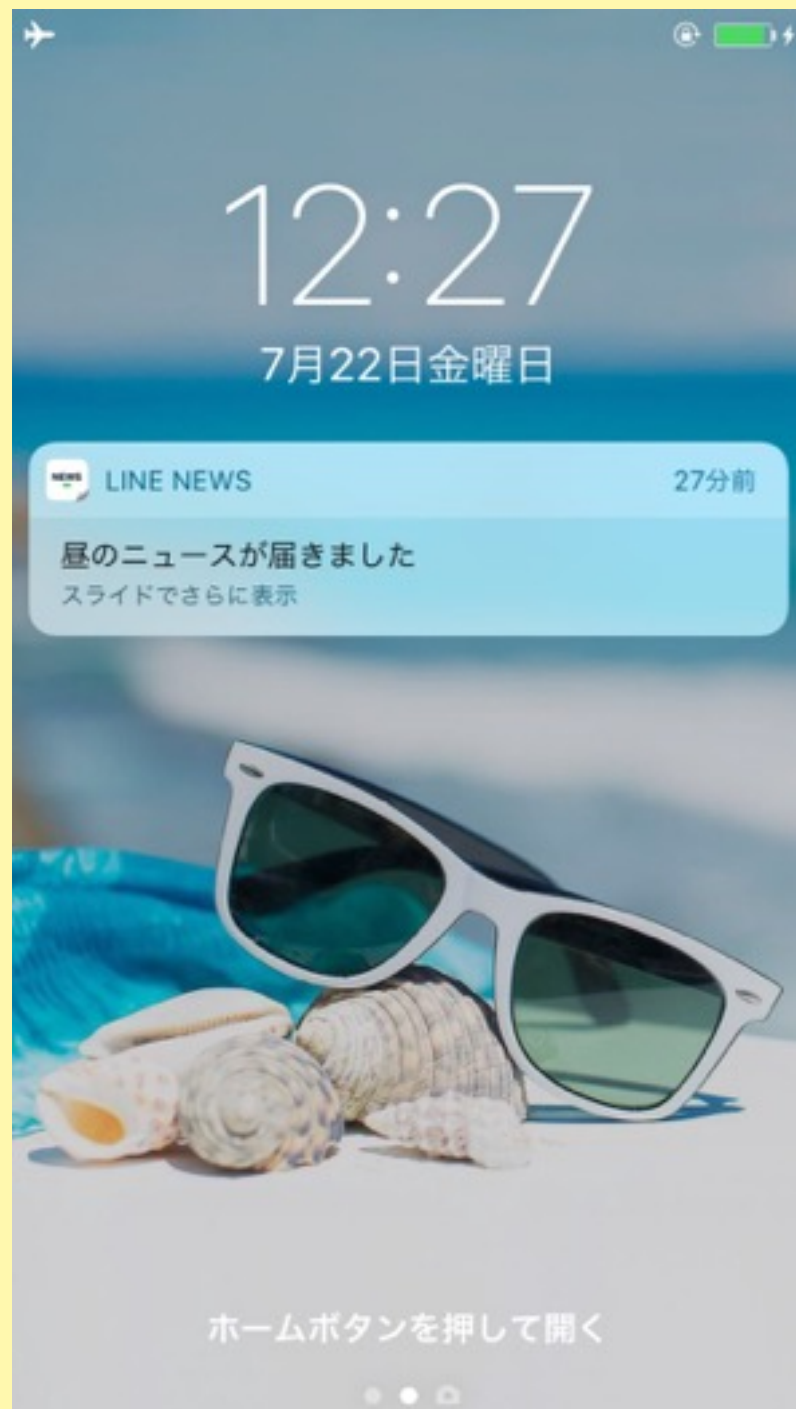 12:27
7月22日金曜日
NEWS
LINE NEWS
27分前
昼のニュースが届きました
スライドでさらに表示
ホームボタンを押して開く